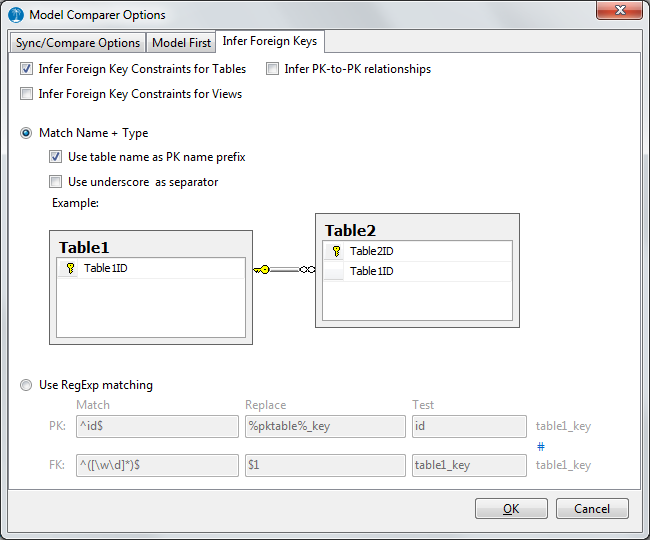 Model Comparer Options
Sync/Compare Options Model First Infer Foreign Keys
Infer Foreign Key Constraints for Tables Infer PK-to-PK relationships
Infer Foreign Key Constraints for Views
Match Name + Type
Use table name as PK name prefix
Use underscore as separator
Example:
Table1
Table1ID
Table2
Table2ID
Table1ID
Use RegExp matching
Match Replace Test
PK: ^id$ %pktable%_key id table1_key
#
FK: ^([\w\d]*)$ $1 table1_key table1_key
OK Cancel